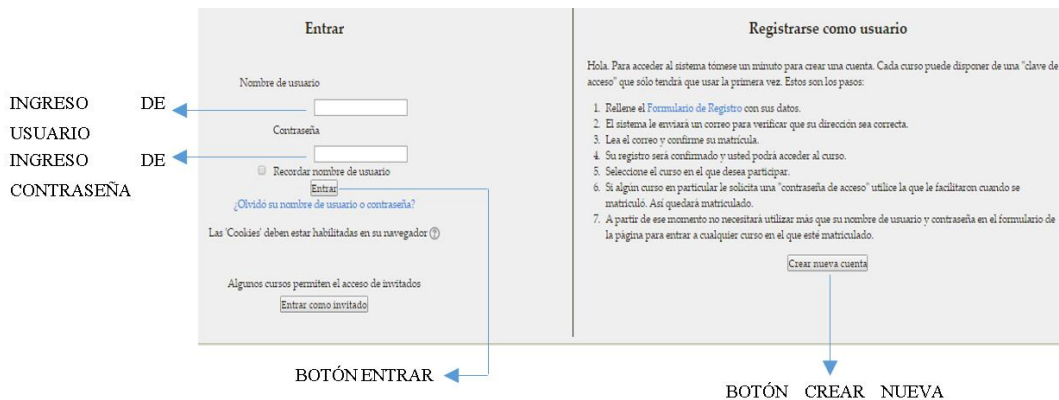 Entrar
Nombre de usuario
INGRESO DE
USUARIO
Contraseña
INGRESO DE
CONTRASEÑA
Recordar nombre de usuario
Entrar
¿Olvidó su nombre de usuario o contraseña?
Las 'Cookies' deben estar habilitadas en su navegador ?
Algunos cursos permiten el acceso de invitados
Entrar como invitado
BOTÓN ENTRAR
Registrarse como usuario
Hola. Para acceder al sistema tómese un minuto para crear una cuenta. Cada curso puede disponer de una "clave de
acceso" que sólo tendrá que usar la primera vez. Estos son los pasos:
1. Rellene el Formulario de Registro con sus datos.
2. El sistema le enviará un correo para verificar que su dirección sea correcta.
3. Lea el correo y confirme su matrícula.
4. Su registro será confirmado y usted podrá acceder al curso.
5. Seleccione el curso en el que desea participar.
6. Si algún curso en particular le solicita una "contraseña de acceso" utilice la que le facilitaron cuando se
matriculó. Así quedará matriculado.
7. A partir de ese momento no necesitará utilizar más que su nombre de usuario y contraseña en el formulario de
la página para entrar a cualquier curso en el que esté matriculado.
Crear nueva cuenta
BOTÓN CREAR NUEVA